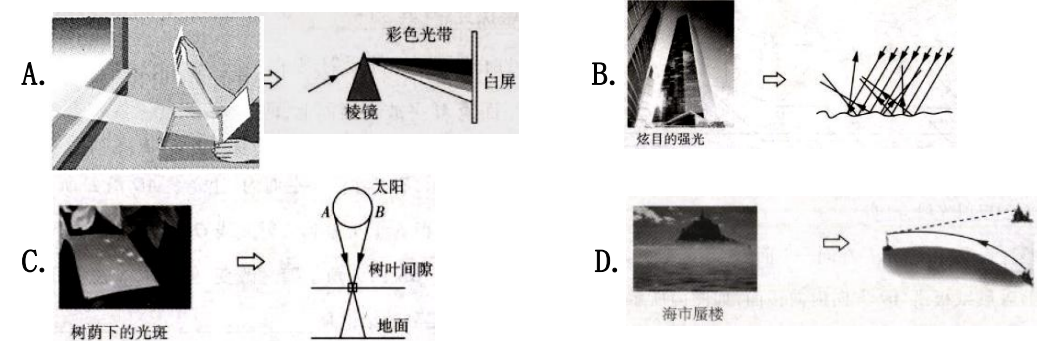 A.
彩色光带
白屏
棱镜
B.
炫目的强光
C.
太阳
A
B
树叶间隙
地面
树荫下的光斑
D.
海市蜃楼